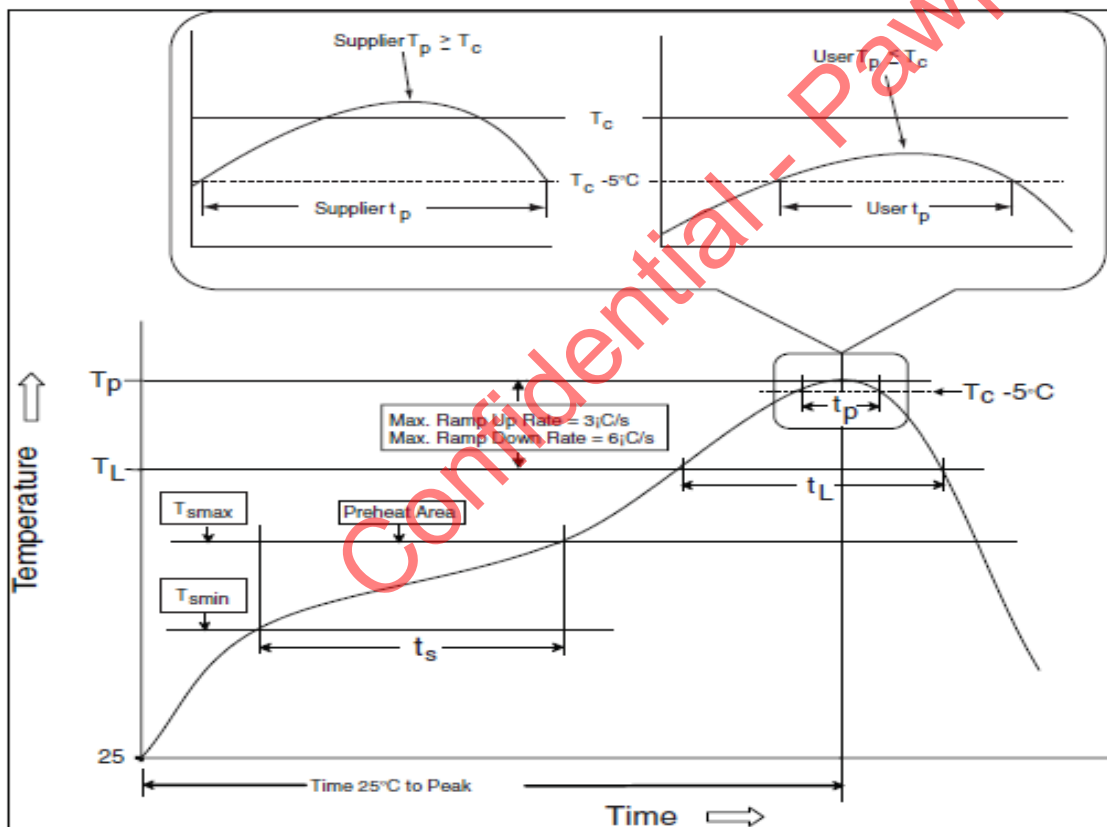 Supplier Tp ≥ Tc
User Tp ≤ Tc
Tc
Tc -5°C
Supplier tp
User tp
Confidential -
Tp
Tc -5°C
tp
Max. Ramp Up Rate = 3¡C/s
Max. Ramp Down Rate = 6¡C/s
TL
tL
Tsmax
Preheat Area
Tsmin
ts
Temperature
25
Time 25°C to Peak
Time